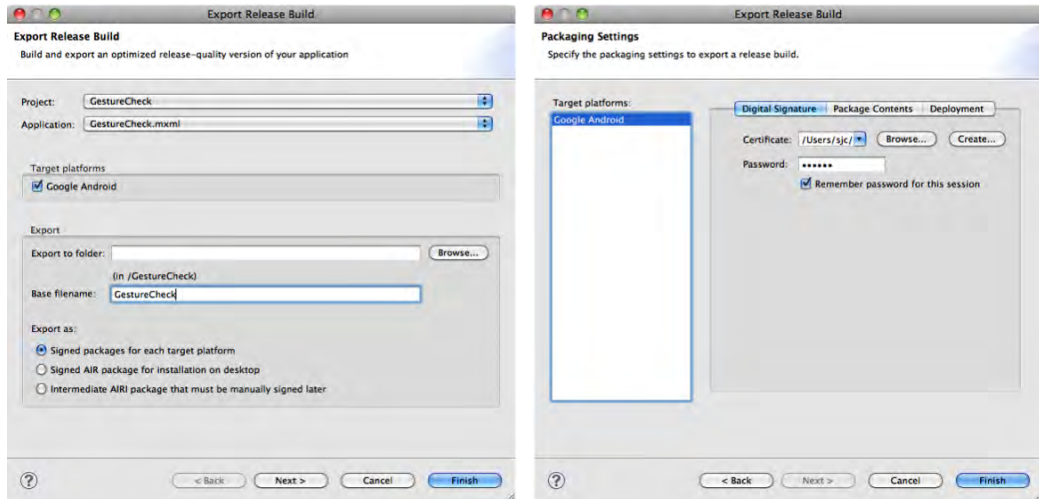 Export Release Build
Export Release Build
Build and export an optimized release-quality version of your application
Project: GestureCheck
Application: GestureCheck.mxml
Target platforms
Google Android
Export
Export to folder: Browse...
(in /GestureCheck)
Base filename: GestureCheck
Export as:
Signed packages for each target platform
Signed AIR package for installation on desktop
Intermediate AIRI package that must be manually signed later
? < Back Next > Cancel Finish
Export Release Build
Packaging Settings
Specify the packaging settings to export a release build.
Target platforms:
Google Android
Digital Signature Package Contents Deployment
Certificate: /Users/sjc/ Browse... Create...
Password: ••••••
Remember password for this session
? < Back Next > Cancel Finish